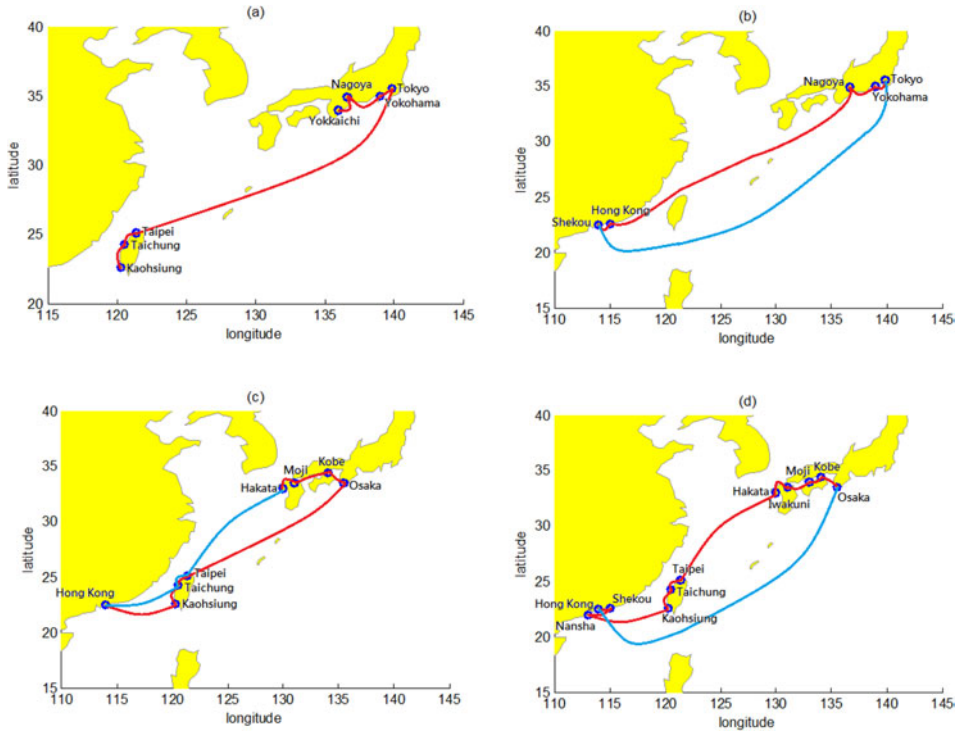 (a)
40
35
30
25
20
latitude
Nagoya
Tokyo
Yokohama
Yokkaichi
Taipei
Taichung
Kaohsiung
115 120 125 130 135 140 145
longitude
(b)
40
35
30
25
20
15
latitude
Nagoya
Tokyo
Yokohama
Hong Kong
Shekou
110 115 120 125 130 135 140 145
longitude
(c)
40
35
30
25
20
15
latitude
Kobe
Moji
Hakata
Osaka
Taipei
Taichung
Hong Kong
Kaohsiung
110 115 120 125 130 135 140 145
longitude
(d)
40
35
30
25
20
15
latitude
Kobe
Moji
Hakata
Iwakuni
Osaka
Taipei
Taichung
Shekou
Hong Kong
Kaohsiung
Nansha
110 115 120 125 130 135 140 145
longitude